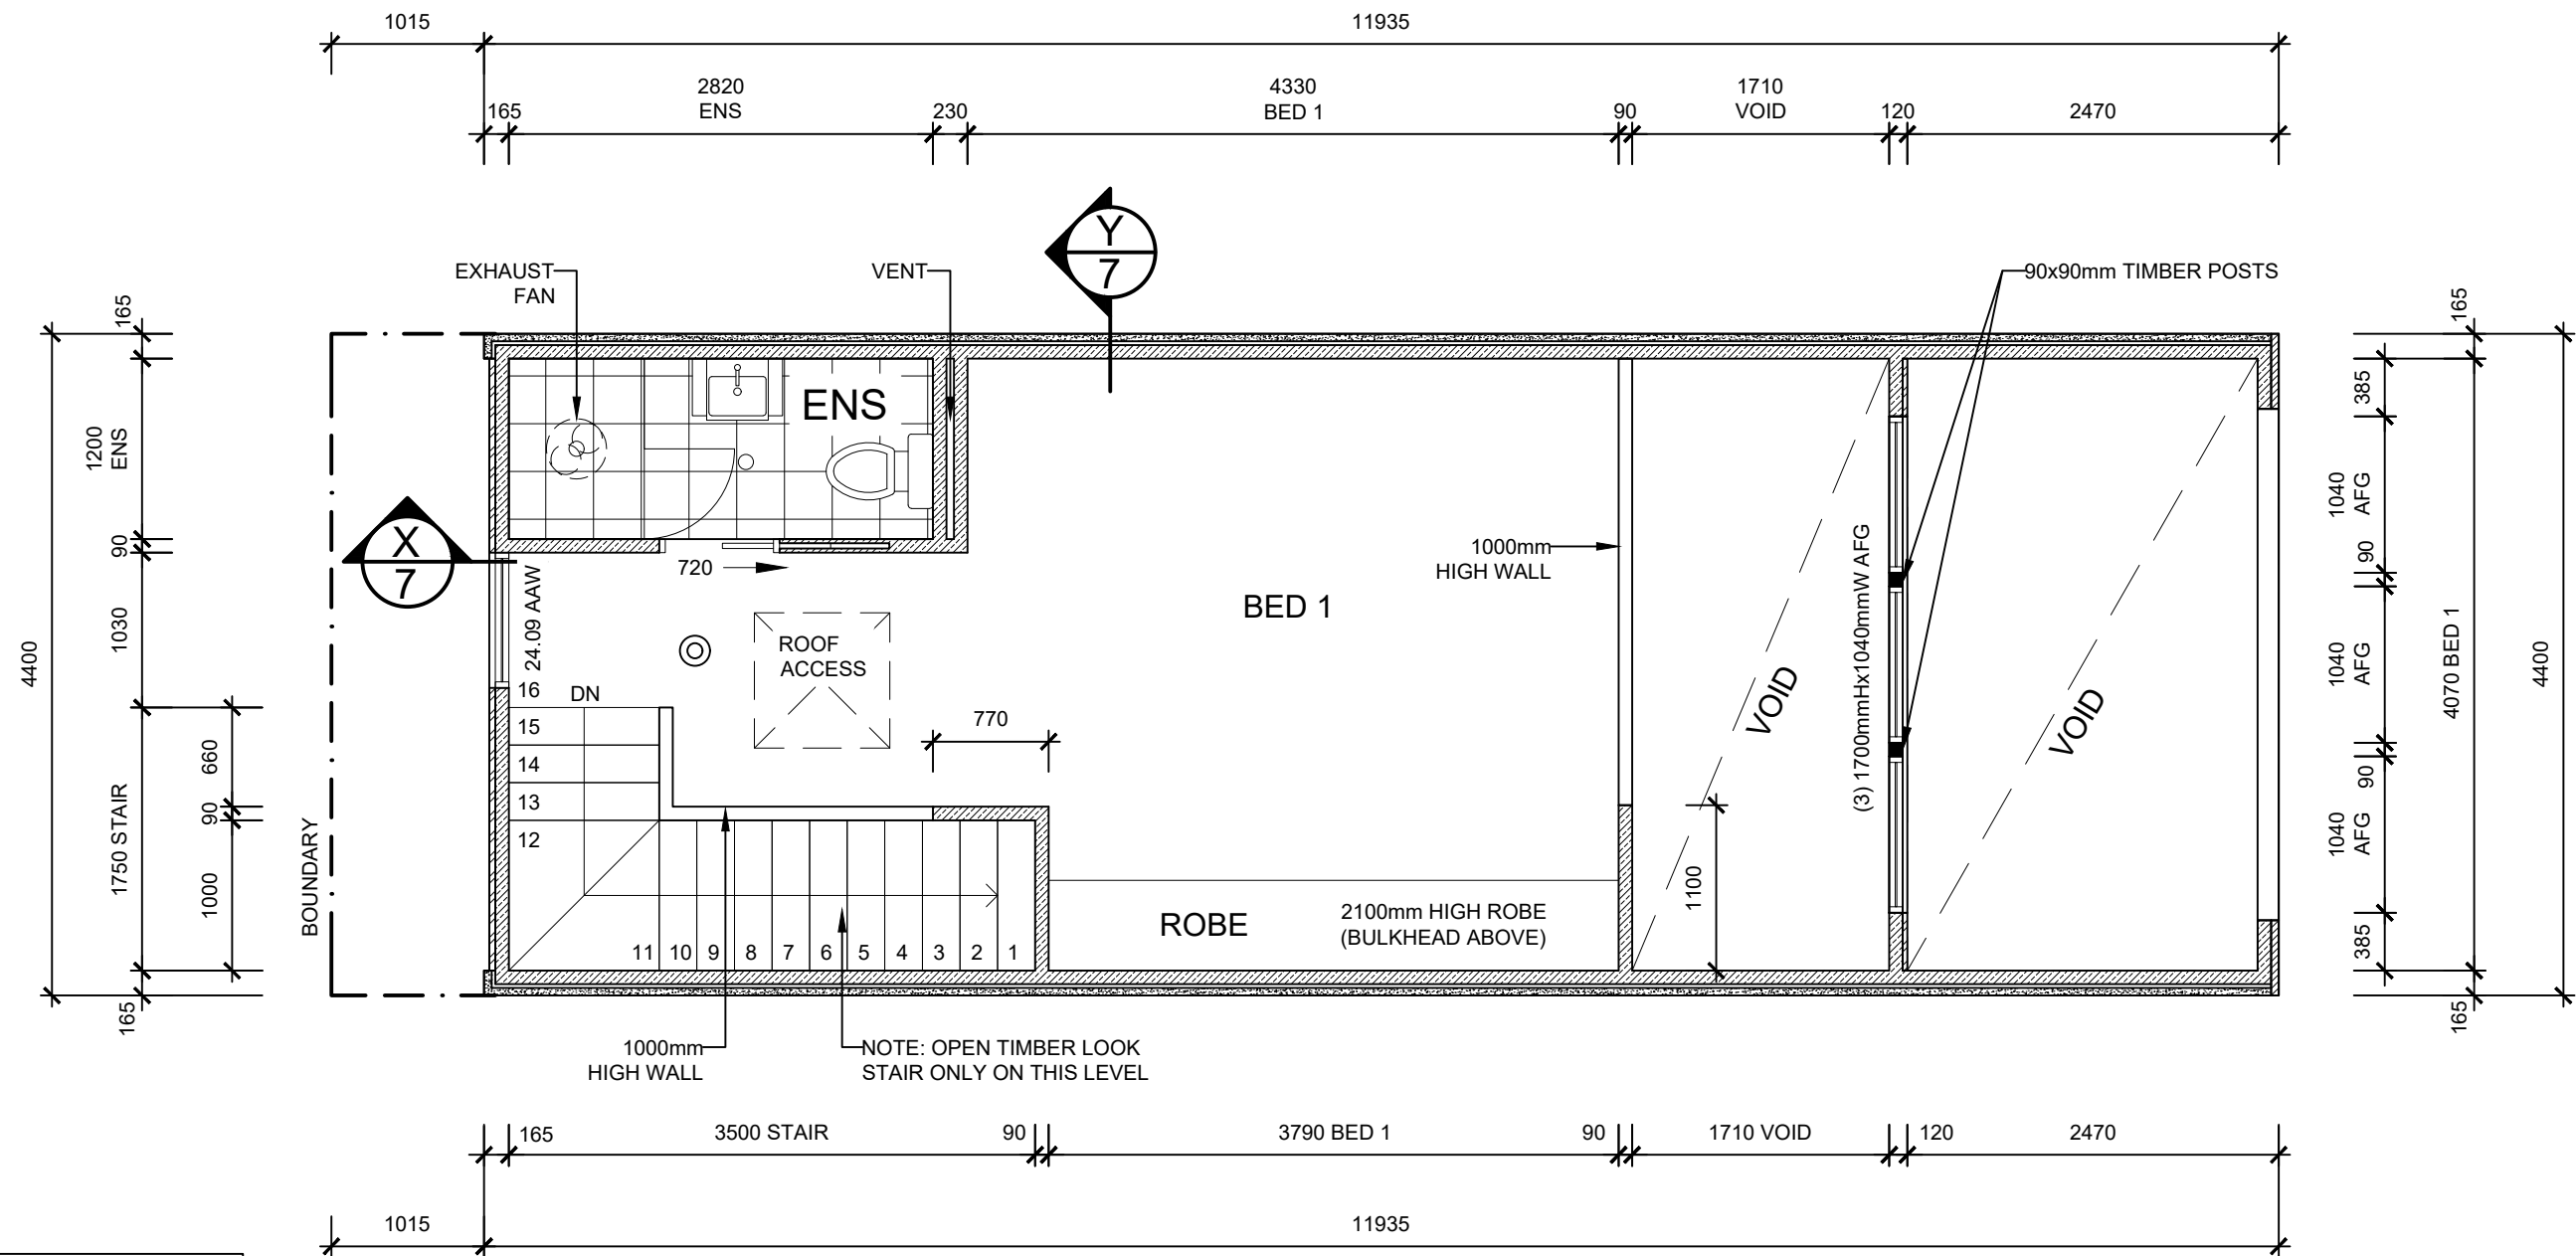 1015
11935
2820
ENS
4330
BED 1
1710
VOID
165
230
90
120
2470
Y
7
EXHAUST
FAN
VENT
90x90mm TIMBER POSTS
165
1200
ENS
90
1030
4400
1750 STAIR
660
90
1000
165
BOUNDARY
X
7
ENS
720
24.09 AAW
ROOF
ACCESS
BED 1
1000mm
HIGH WALL
VOID
(3) 1700mmHx1040mmW AFG
VOID
770
1100
DN
16
15
14
13
12
11
10
9
8
7
6
5
4
3
2
1
ROBE
2100mm HIGH ROBE
(BULKHEAD ABOVE)
1000mm
HIGH WALL
NOTE: OPEN TIMBER LOOK
STAIR ONLY ON THIS LEVEL
165
385
1040
AFG
90
1040
AFG
90
1040
AFG
385
4070 BED 1
4400
165
165
3500 STAIR
90
3790 BED 1
90
1710 VOID
120
2470
1015
11935